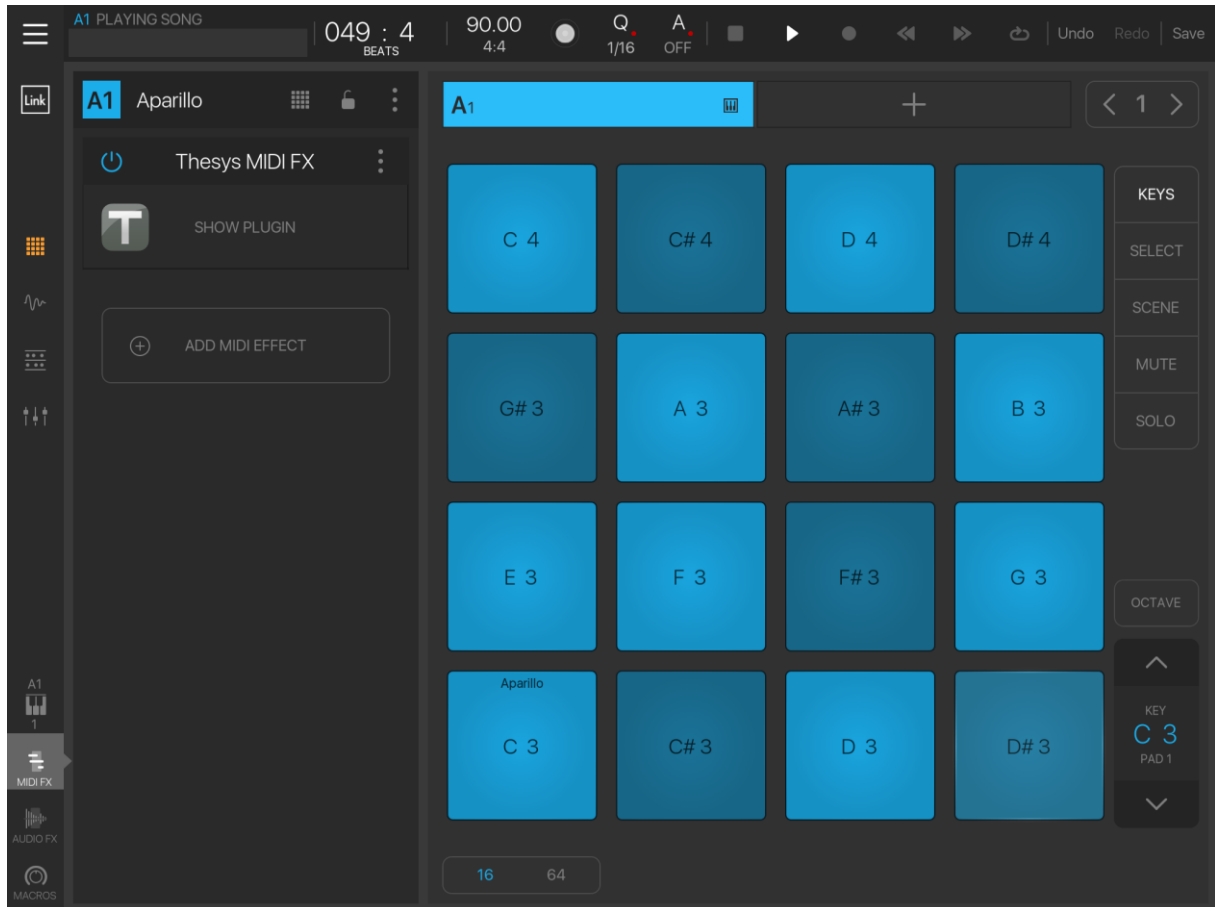 A1 PLAYING SONG
049 : 4
BEATS
90.00
4:4
Q
1/16
A
OFF
Undo
Redo
Save
Link
A1 Aparillo
Thesys MIDI FX
T
SHOW PLUGIN
ADD MIDI EFFECT
A1
1
MIDI FX
AUDIO FX
MACROS
A1
+
< 1 >
C 4
C# 4
D 4
D# 4
G# 3
A 3
A# 3
B 3
E 3
F 3
F# 3
G 3
Aparillo
C 3
C# 3
D 3
D# 3
16
64
KEYS
SELECT
SCENE
MUTE
SOLO
OCTAVE
KEY
C 3
PAD 1